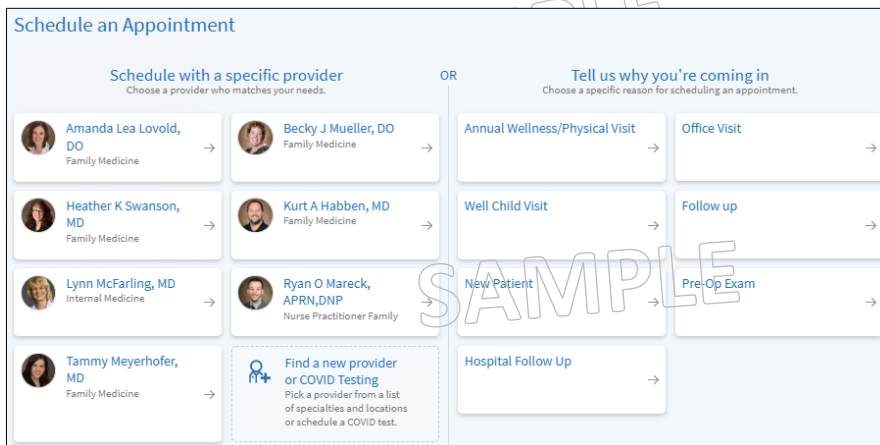 Schedule an Appointment
Schedule with a specific provider
Choose a provider who matches your needs.
Amanda Lea Lovold,
DO
Family Medicine
Becky J Mueller, DO
Family Medicine
Heather K Swanson,
MD
Family Medicine
Kurt A Habben, MD
Family Medicine
Lynn McFarling, MD
Internal Medicine
Ryan O Mareck,
APRN,DNP
Nurse Practitioner Family
Tammy Meyerhofer,
MD
Family Medicine
Find a new provider
or COVID Testing
Pick a provider from a list
of specialties and locations
or schedule a COVID test.
OR
Tell us why you're coming in
Choose a specific reason for scheduling an appointment.
Annual Wellness/Physical Visit
Office Visit
Well Child Visit
Follow up
New Patient
Pre-Op Exam
Hospital Follow Up
SAMPLE